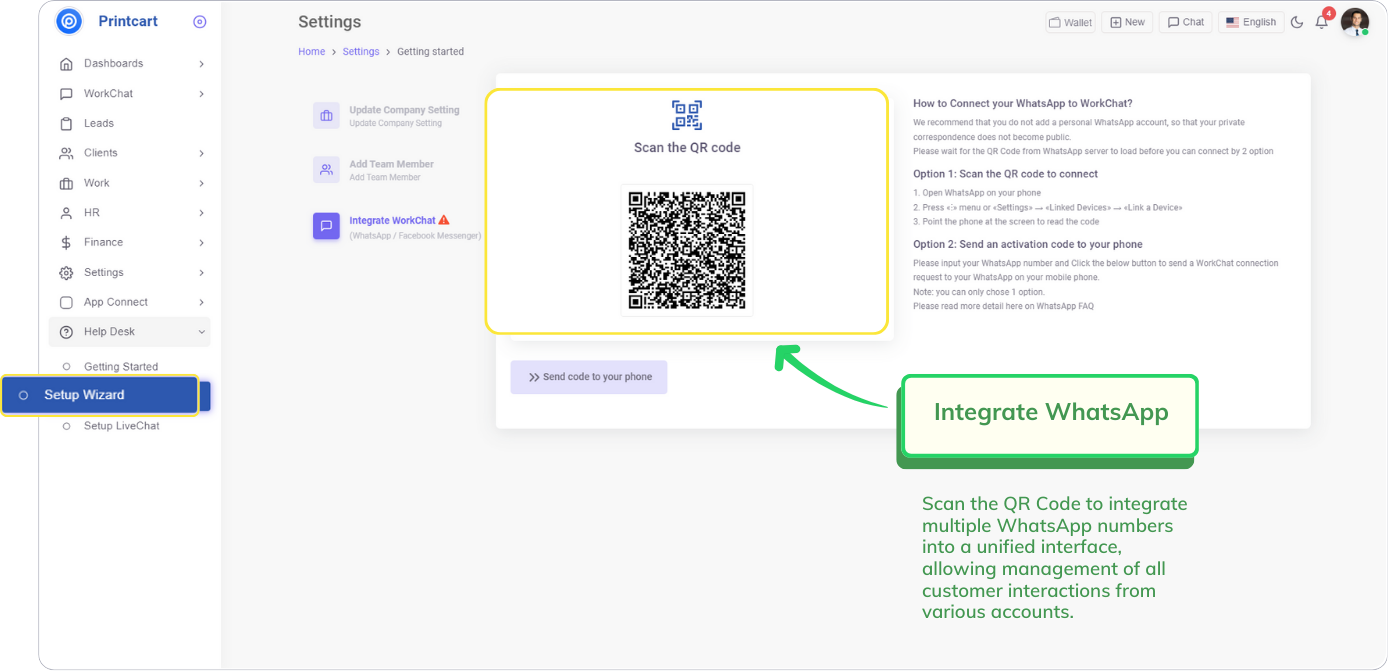 Printcart
Dashboards
WorkChat
Leads
Clients
Work
HR
Finance
Settings
App Connect
Help Desk
Getting Started
Setup Wizard
Setup LiveChat
Settings
Wallet
New
Chat
English
4
Home > Settings > Getting started
Update Company Setting
Update Company Setting
Add Team Member
Add Team Member
Integrate WorkChat
(WhatsApp / Facebook Messenger)
Scan the QR code
Send code to your phone
How to Connect your WhatsApp to WorkChat?
We recommend that you do not add a personal WhatsApp account, so that your private
correspondence does not become public.
Please wait for the QR Code from WhatsApp server to load before you can connect by 2 option
Option 1: Scan the QR code to connect
1. Open WhatsApp on your phone
2. Press «⋮» menu or «Settings» → «Linked Devices» → «Link a Device»
3. Point the phone at the screen to read the code
Option 2: Send an activation code to your phone
Please input your WhatsApp number and Click the below button to send a WorkChat connection
request to your WhatsApp on your mobile phone.
Note: you can only chose 1 option.
Please read more detail here on WhatsApp FAQ
Integrate WhatsApp
Scan the QR Code to integrate
multiple WhatsApp numbers
into a unified interface,
allowing management of all
customer interactions from
various accounts.